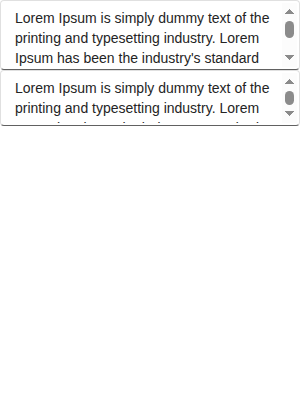 Lorem Ipsum is simply dummy text of the
printing and typesetting industry. Lorem
Ipsum has been the industry's standard
Lorem Ipsum is simply dummy text of the
printing and typesetting industry. Lorem